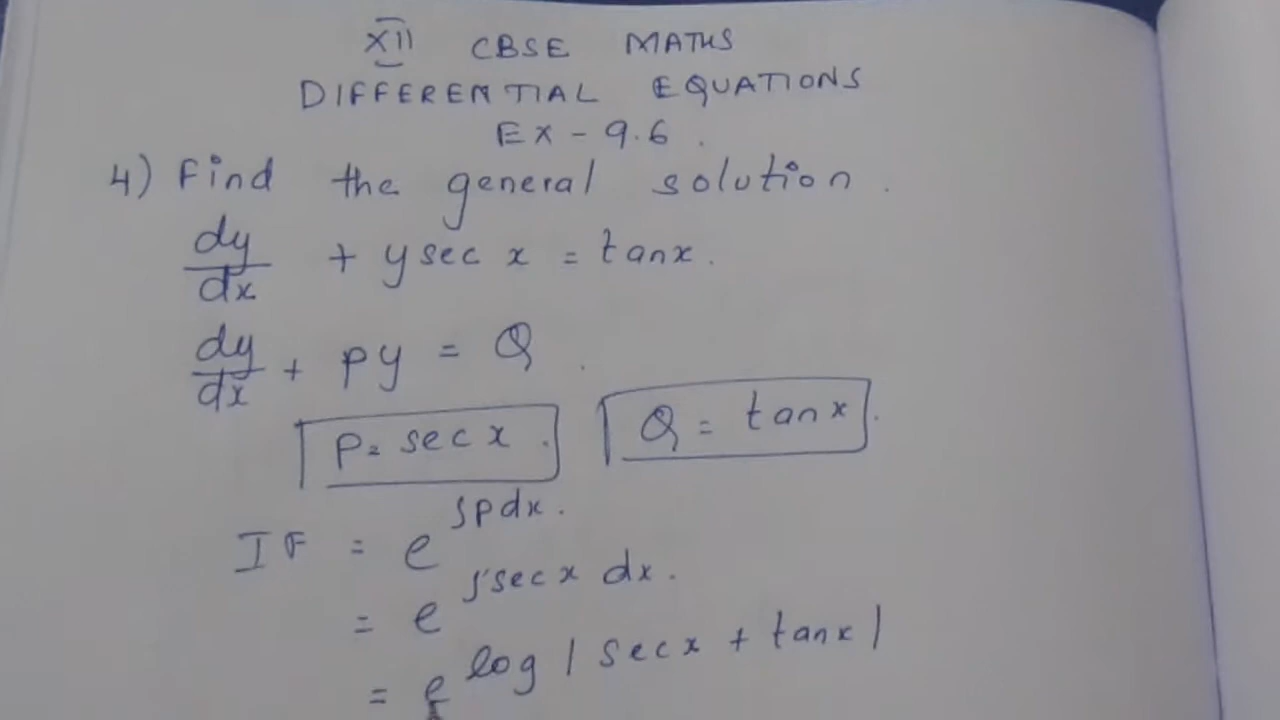 XII CBSE MATHS
DIFFERENTIAL EQUATIONS
EX - 9.6.
4) Find the general solution.
dy/dx + y sec x = tan x.
dy/dx + py = Q.
P = sec x. Q = tan x.
IF = e^∫pdx.
= e^∫sec x dx.
= e^log |sec x + tan x|